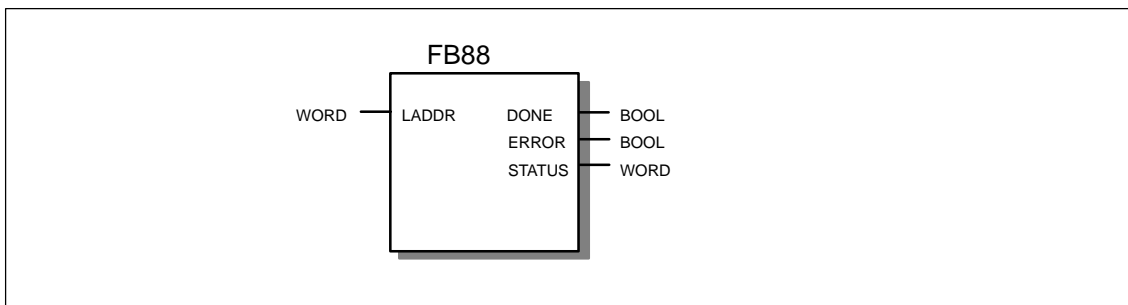 FB88
WORD LADDR DONE BOOL
ERROR BOOL
STATUS WORD